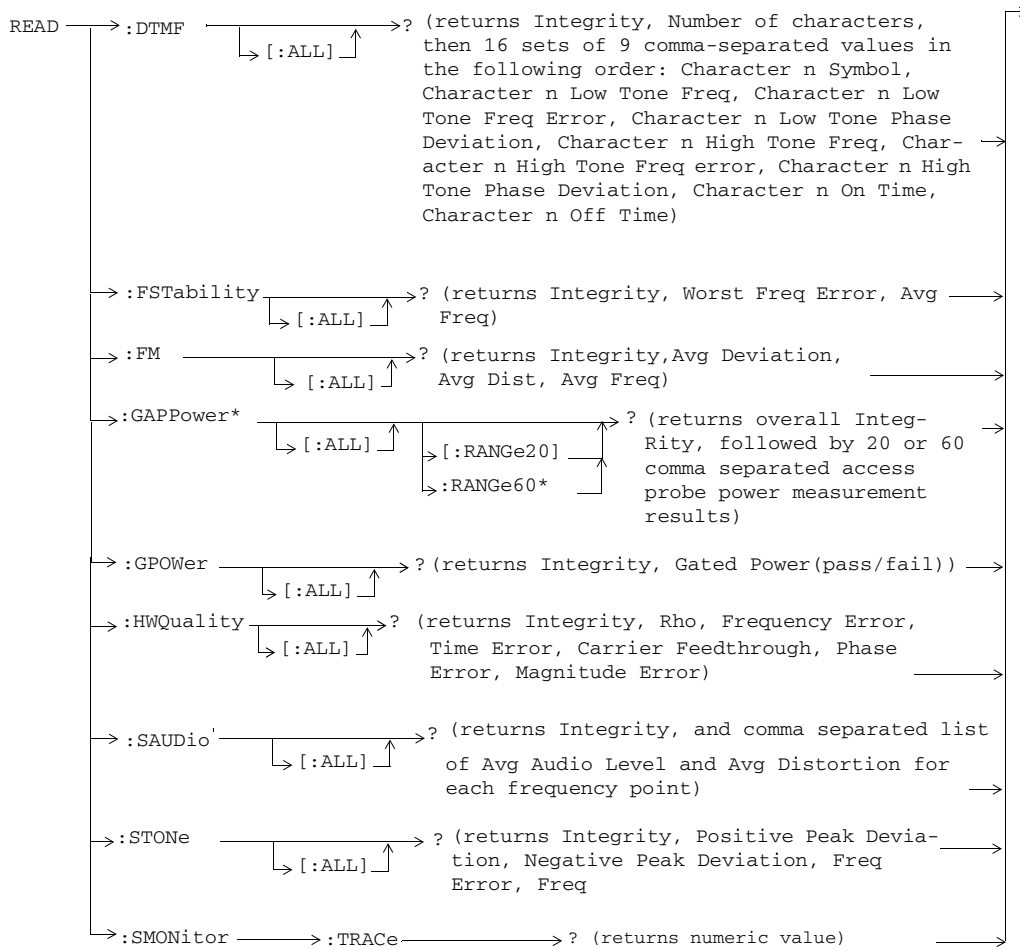 READ :DTMF ? (returns Integrity, Number of characters,
[:ALL] then 16 sets of 9 comma-separated values in
the following order: Character n Symbol,
Character n Low Tone Freq, Character n Low
Tone Freq Error, Character n Low Tone Phase
Deviation, Character n High Tone Freq, Char-
acter n High Tone Freq error, Character n High
Tone Phase Deviation, Character n On Time,
Character n Off Time)
:FSTability ? (returns Integrity, Worst Freq Error, Avg
[:ALL] Freq)
:FM ? (returns Integrity,Avg Deviation,
[:ALL] Avg Dist, Avg Freq)
:GAPPower* ? (returns overall Integ-
[:ALL] [:RANGe20] Rity, followed by 20 or 60
comma separated access
:RANGe60* probe power measurement
results)
:GPOWer ? (returns Integrity, Gated Power(pass/fail))
[:ALL]
:HWQuality ? (returns Integrity, Rho, Frequency Error,
[:ALL] Time Error, Carrier Feedthrough, Phase
Error, Magnitude Error)
:SAUDio' ? (returns Integrity, and comma separated list
[:ALL] of Avg Audio Level and Avg Distortion for
each frequency point)
:STONe ? (returns Integrity, Positive Peak Devia-
[:ALL] tion, Negative Peak Deviation, Freq
Error, Freq
:SMONitor :TRACe ? (returns numeric value)